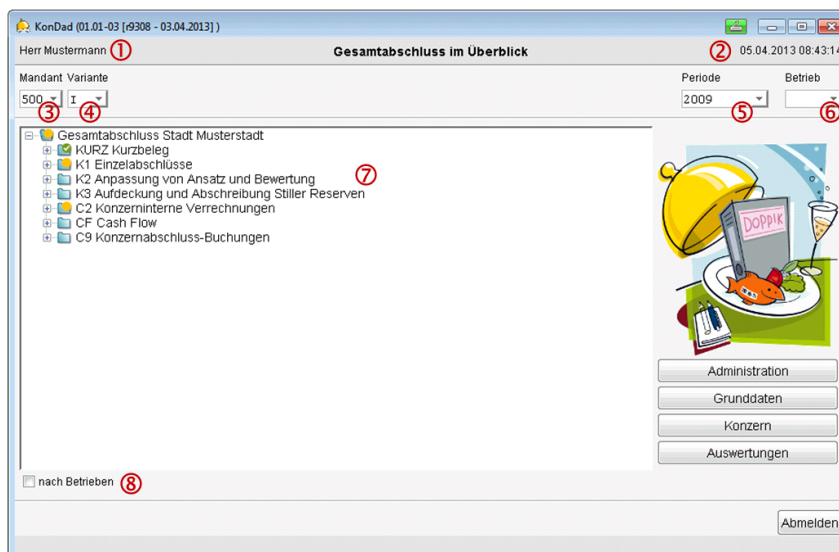 KonDad (01.01-03 [r9308 - 03.04.2013] )
Herr Mustermann ① Gesamtabschluss im Überblick ② 05.04.2013 08:43:14
Mandant Variante Periode Betrieb
500 ③ I ④ 2009 ⑤ ⑥
Gesamtabschluss Stadt Musterstadt
KURZ Kurzbeleg
K1 Einzelabschlüsse
K2 Anpassung von Ansatz und Bewertung ⑦
K3 Aufdeckung und Abschreibung Stiller Reserven
C2 Konzerninterne Verrechnungen
CF Cash Flow
C9 Konzernabschluss-Buchungen
DOPPIK
Administration
Grunddaten
Konzern
Auswertungen
nach Betrieben ⑧
Abmelden